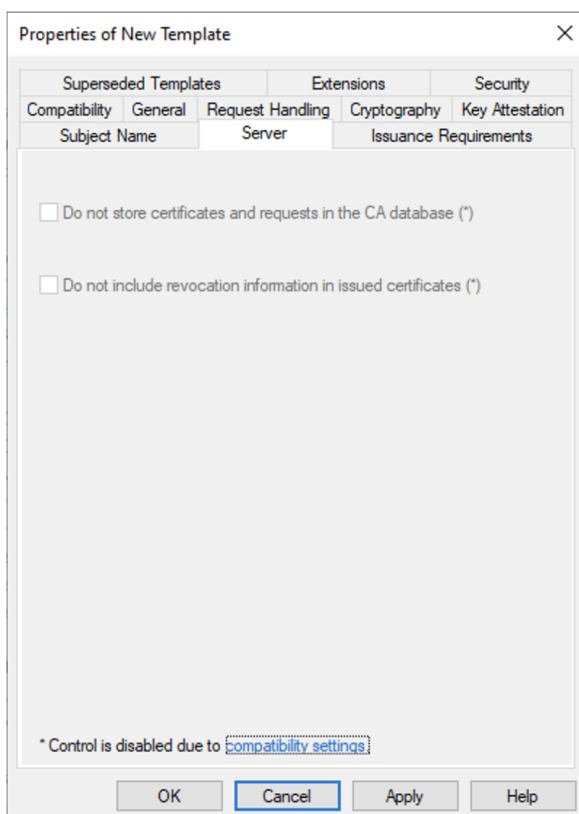 Properties of New Template
Superseded Templates Extensions Security
Compatibility General Request Handling Cryptography Key Attestation
Subject Name Server Issuance Requirements
Do not store certificates and requests in the CA database (*)
Do not include revocation information in issued certificates (*)
* Control is disabled due to compatibility settings.
OK Cancel Apply Help